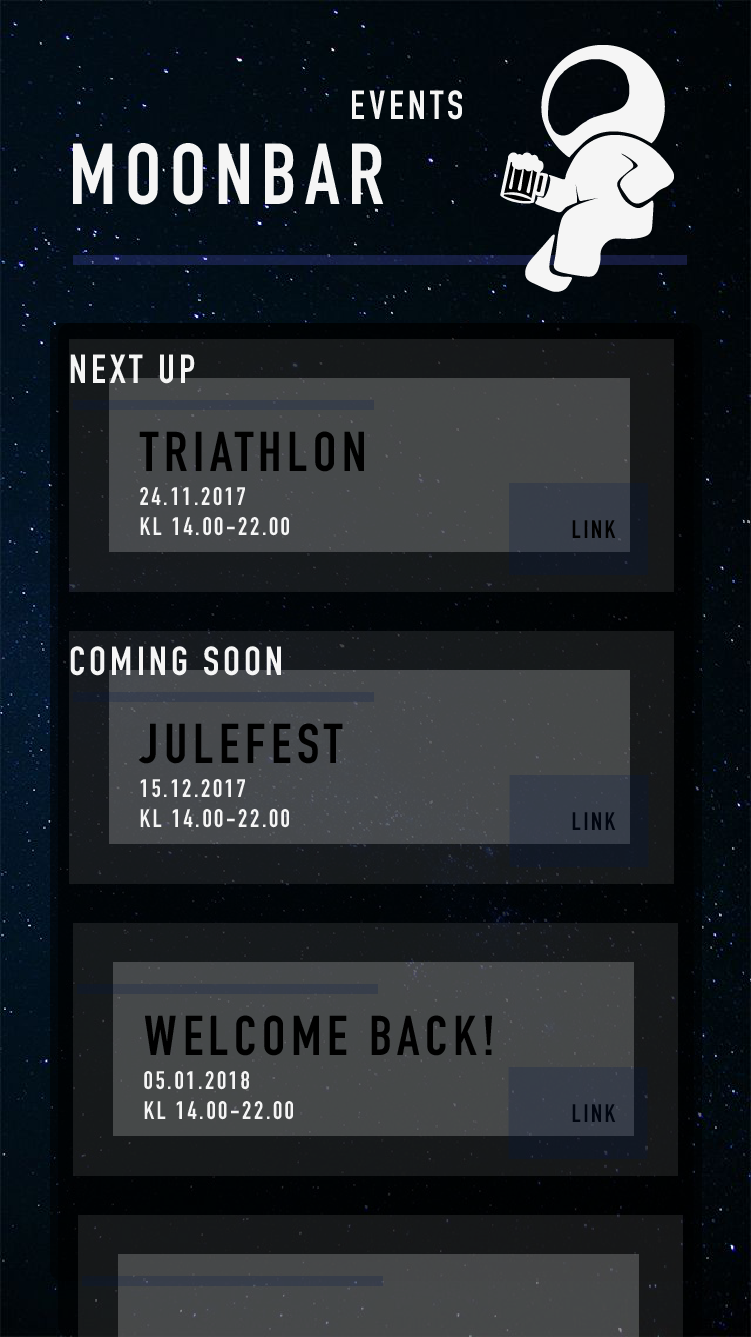 EVENTS
MOONBAR
NEXT UP
TRIATHLON
24.11.2017
KL 14.00-22.00
LINK
COMING SOON
JULEFEST
15.12.2017
KL 14.00-22.00
LINK
WELCOME BACK!
05.01.2018
KL 14.00-22.00
LINK